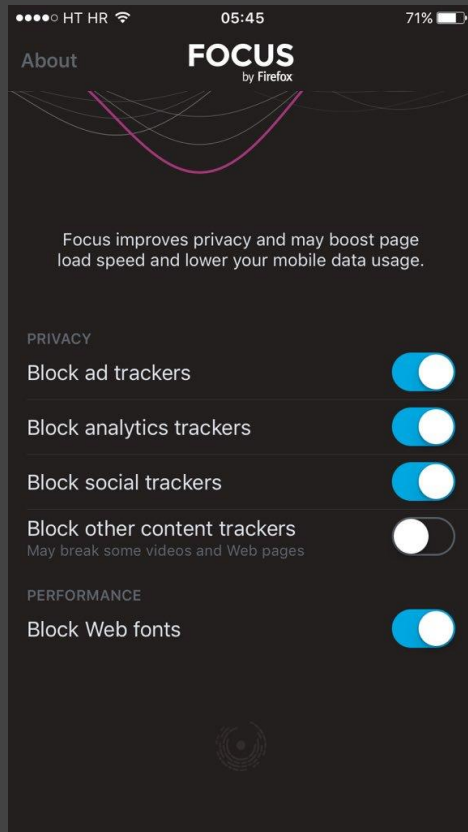 HT HR 05:45 71%
About FOCUS
by Firefox
Focus improves privacy and may boost page
load speed and lower your mobile data usage.
PRIVACY
Block ad trackers
Block analytics trackers
Block social trackers
Block other content trackers
May break some videos and Web pages
PERFORMANCE
Block Web fonts